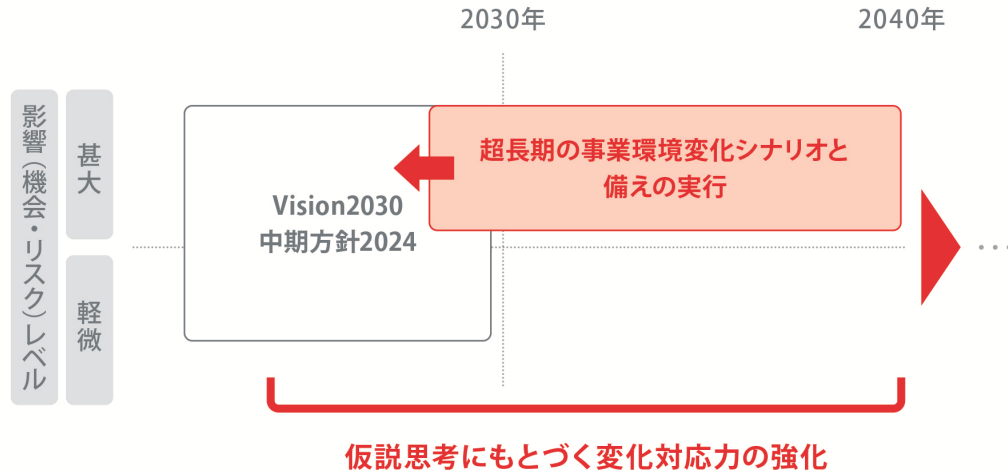 2030年
2040年
影響(機会・リスク)レベル
甚大
軽微
Vision2030
中期方針2024
超長期の事業環境変化シナリオと
備えの実行
仮説思考にもとづく変化対応力の強化